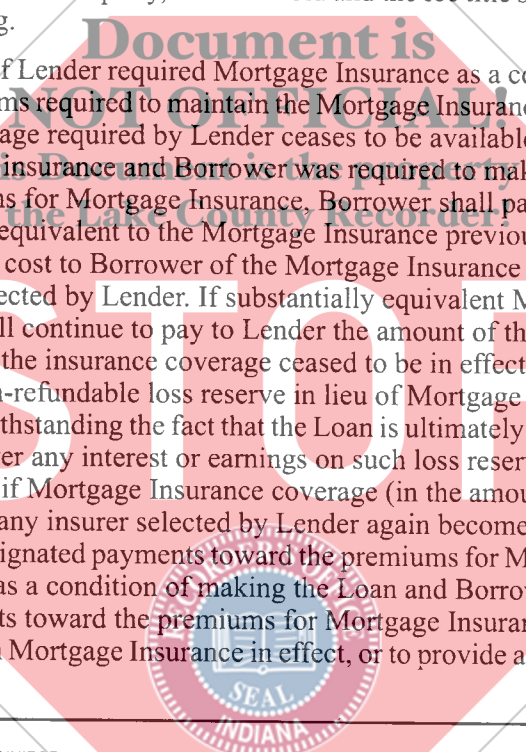 g.
Document is
f Lender required Mortgage Insurance as a co
ms required to maintain the Mortgage Insuranc
NOT OFFICIAL!
age required by Lender ceases to be available
insurance and Borrower was required to mak
s Document is the property
ns for Mortgage Insurance, Borrower shall pa
the Lake County Recorder!
equivalent to the Mortgage Insurance previou
cost to Borrower of the Mortgage Insurance
ected by Lender. If substantially equivalent M
ll continue to pay to Lender the amount of th
the insurance coverage ceased to be in effect
n-refundable loss reserve in lieu of Mortgage
STOP
thstanding the fact that the Loan is ultimately
er any interest or earnings on such loss reserv
if Mortgage Insurance coverage (in the amou
any insurer selected by Lender again become
ignated payments toward the premiums for M
as a condition of making the Loan and Borrow
ts toward the premiums for Mortgage Insuran
n Mortgage Insurance in effect, or to provide a
SEAL
INDIANA